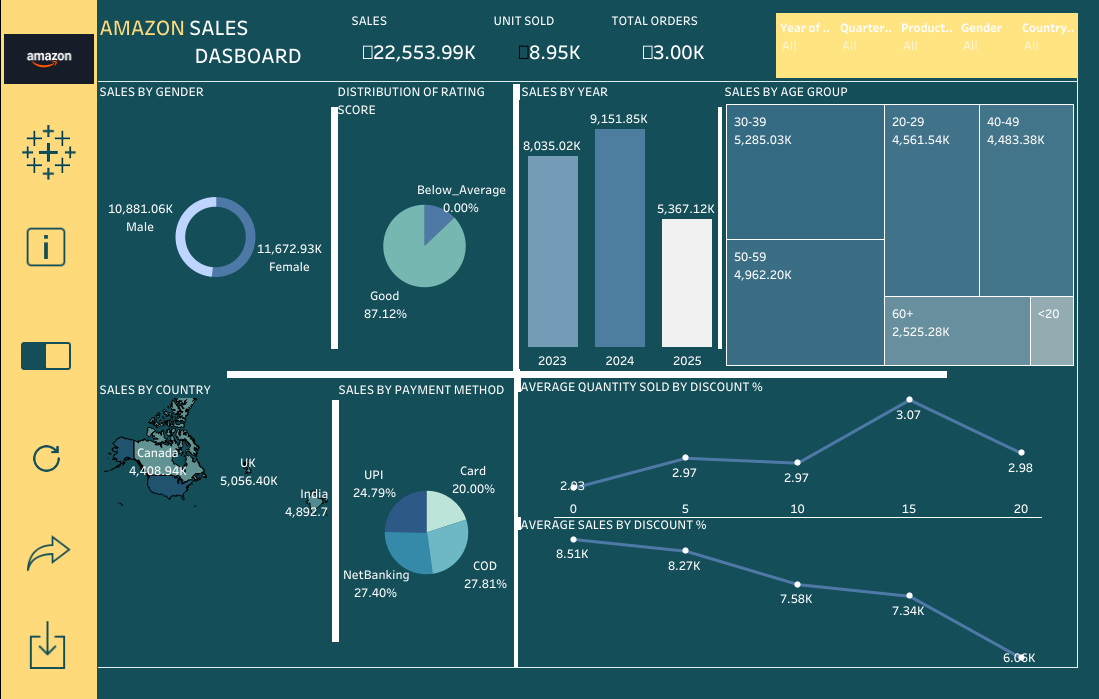 AMAZON SALES
DASBOARD
amazon
SALES
22,553.99K
UNIT SOLD
8.95K
TOTAL ORDERS
3.00K
Year of .. Quarter.. Product.. Gender Country..
All All All All All
SALES BY GENDER
10,881.06K
Male
11,672.93K
Female
DISTRIBUTION OF RATING
SCORE
Below_Average
0.00%
Good
87.12%
SALES BY YEAR
8,035.02K
9,151.85K
5,367.12K
2023 2024 2025
SALES BY AGE GROUP
30-39
5,285.03K
20-29
4,561.54K
40-49
4,483.38K
50-59
4,962.20K
60+
2,525.28K
<20
i
SALES BY COUNTRY
Canada
4,408.94K
UK
5,056.40K
India
4,892.7
SALES BY PAYMENT METHOD
UPI
24.79%
Card
20.00%
NetBanking
27.40%
COD
27.81%
AVERAGE QUANTITY SOLD BY DISCOUNT %
2.93
2.97
2.97
3.07
2.98
0 5 10 15 20
AVERAGE SALES BY DISCOUNT %
8.51K
8.27K
7.58K
7.34K